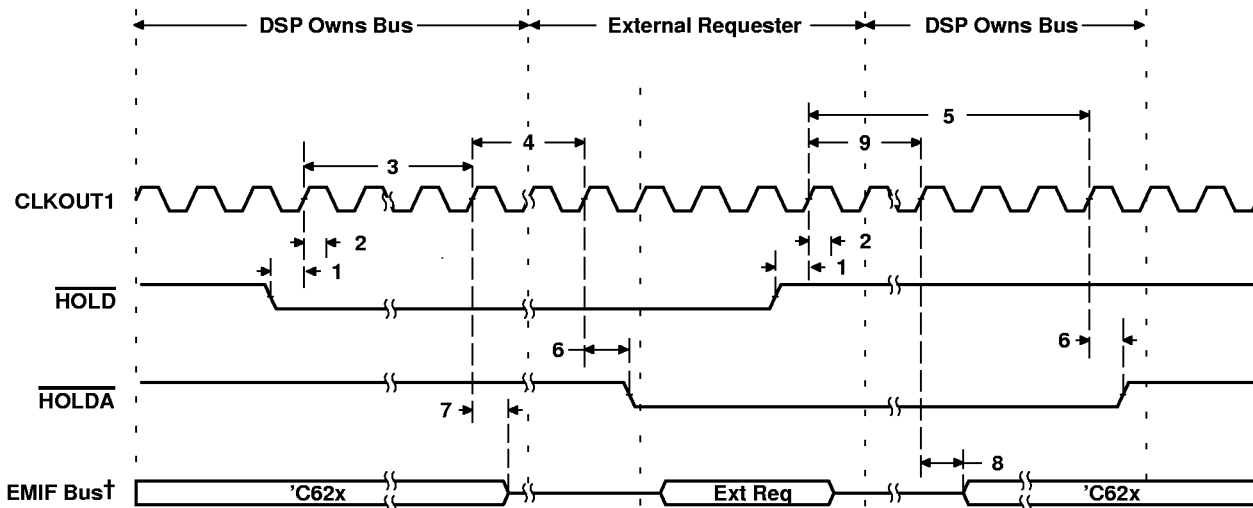 DSP Owns Bus External Requester DSP Owns Bus
5
4 9
3
CLKOUT1
2 2
1 1
HOLD
6 6
HOLDA
7
8
EMIF Bus† 'C62x Ext Req 'C62x